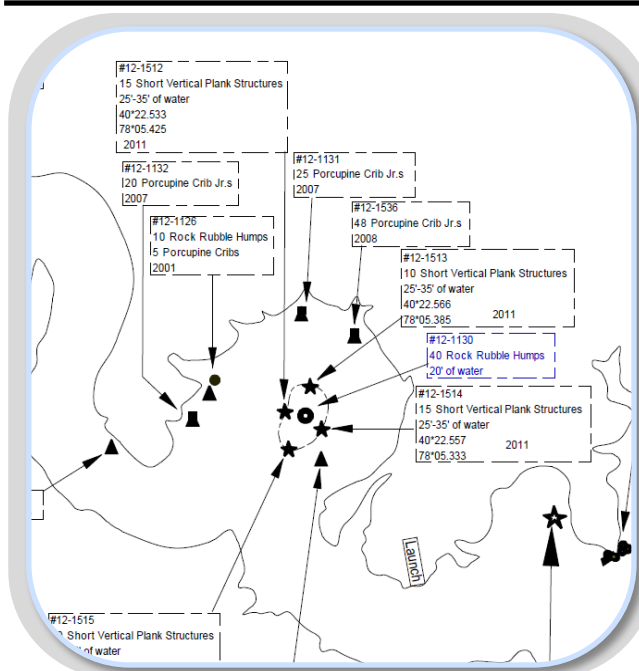 #12-1512
15 Short Vertical Plank Structures
25'-35' of water
40*22.533
78*05.425
2011
#12-1132
20 Porcupine Crib Jr.s
2007
#12-1131
25 Porcupine Crib Jr.s
2007
#12-1126
10 Rock Rubble Humps
5 Porcupine Cribs
2001
#12-1536
48 Porcupine Crib Jr.s
2008
#12-1513
10 Short Vertical Plank Structures
25'-35' of water
40*22.566
78*05.385 2011
#12-1130
40 Rock Rubble Humps
20' of water
#12-1514
15 Short Vertical Plank Structures
25'-35' of water
40*22.557 2011
78*05.333
Launch
#12-1515
Short Vertical Plank Structures
of water